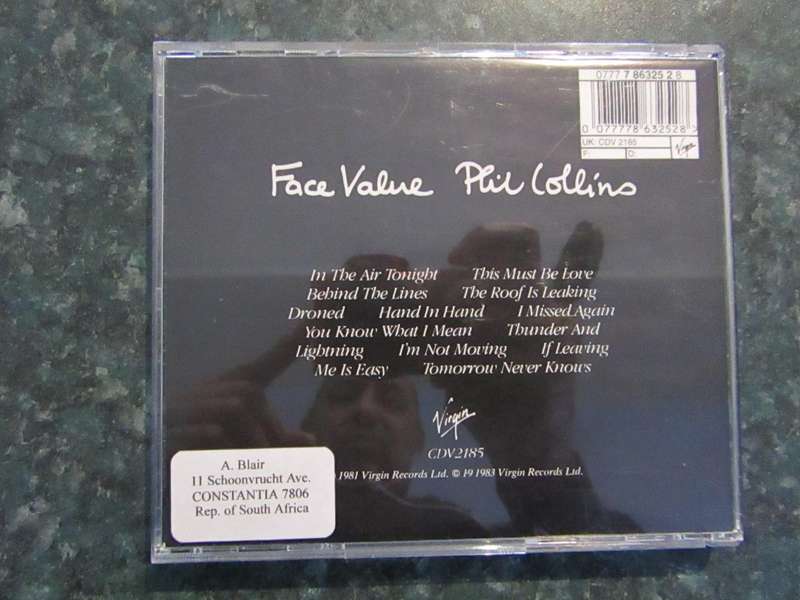 0777 7 86325 2 8
0 077778 632528 >
UK: CDV 2185
F: D: Virgin
Face Value Phil Collins
In The Air Tonight This Must Be Love
Behind The Lines The Roof Is Leaking
Droned Hand In Hand I Missed Again
You Know What I Mean Thunder And
Lightning I'm Not Moving If Leaving
Me Is Easy Tomorrow Never Knows
Virgin
CDV2185
1981 Virgin Records Ltd. © 19 1983 Virgin Records Ltd.
A. Blair
11 Schoonvrucht Ave.
CONSTANTIA 7806
Rep. of South Africa